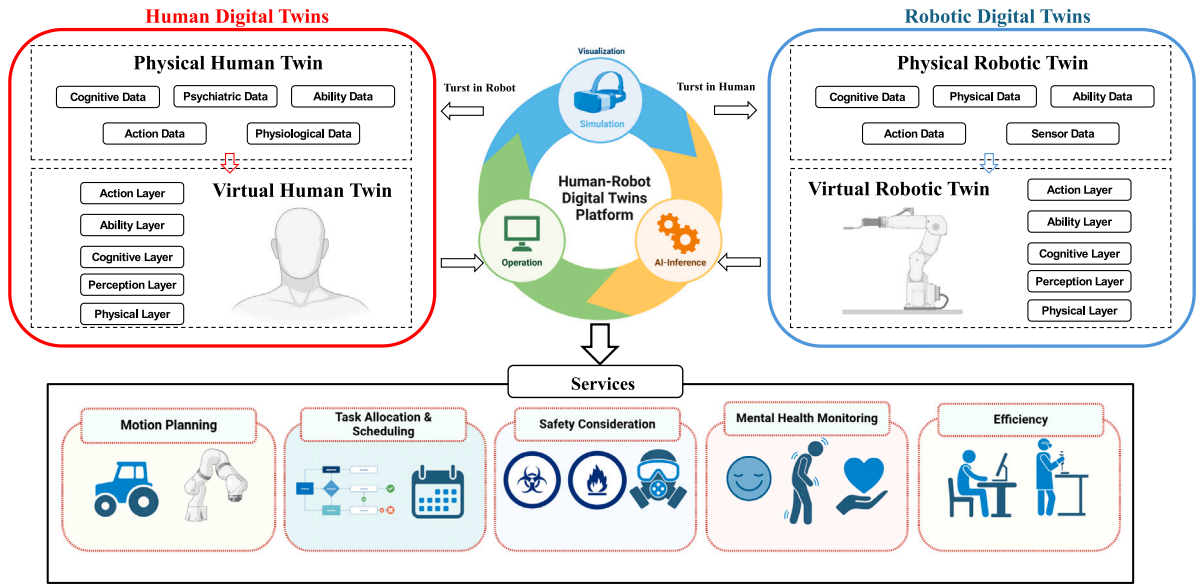 Human Digital Twins
Physical Human Twin
Cognitive Data
Psychiatric Data
Ability Data
Action Data
Physiological Data
Action Layer
Ability Layer
Cognitive Layer
Perception Layer
Physical Layer
Virtual Human Twin
Turst in Robot
Visualization
Simulation
Human-Robot
Digital Twins
Platform
Operation
AI-Inference
Turst in Human
Robotic Digital Twins
Physical Robotic Twin
Cognitive Data
Physical Data
Ability Data
Action Data
Sensor Data
Virtual Robotic Twin
Action Layer
Ability Layer
Cognitive Layer
Perception Layer
Physical Layer
Services
Motion Planning
Task Allocation &
Scheduling
Safety Consideration
Mental Health Monitoring
Efficiency